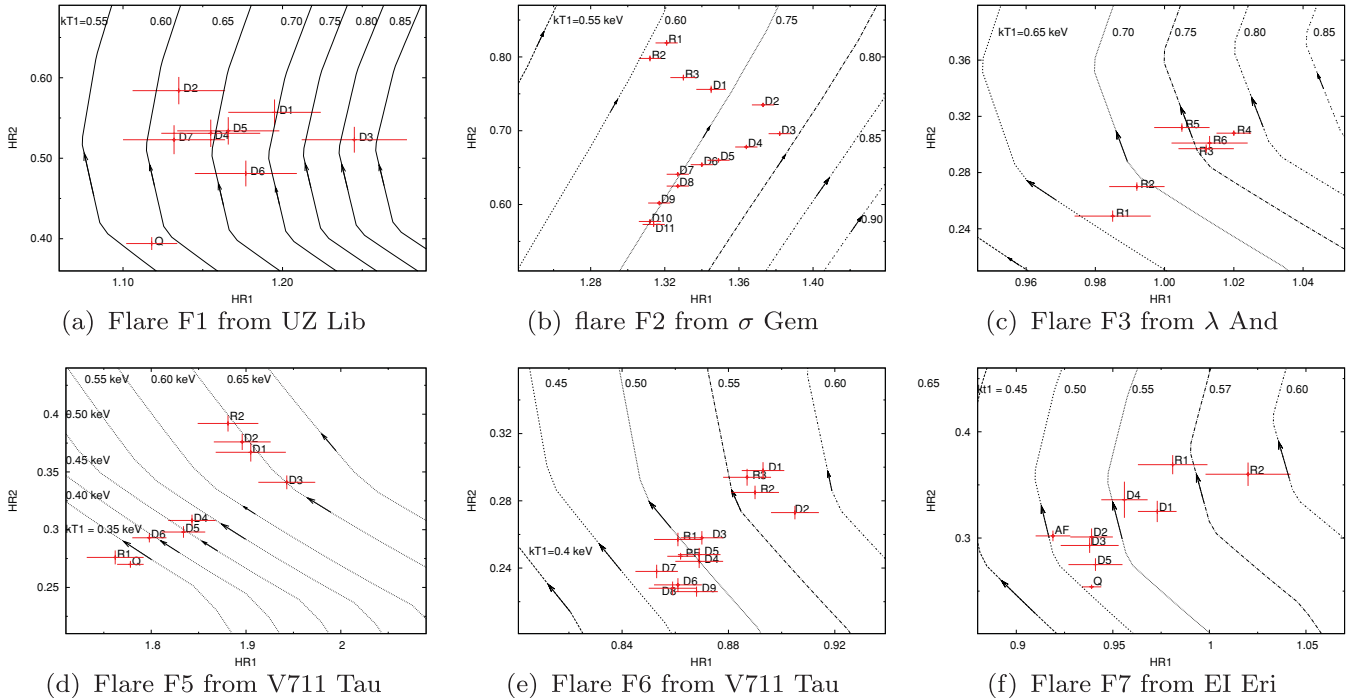 kT1=0.55 0.60 0.65 0.70 0.75 0.80 0.85
0.60
D2
D1
D5
D7 D4 D3
0.50
D6
0.40
Q
HR2
1.10 1.20
HR1
(a) Flare F1 from UZ Lib
kT1=0.55 keV 0.60 0.75
R1
0.80
R2
0.80
R3
D1
D2
0.70
D3
0.85
D4
D5
D6
D7
D8
D9
0.60
D10
D11
0.90
HR2
1.28 1.32 1.36 1.40
HR1
(b) flare F2 from σ Gem
kT1=0.65 keV 0.70 0.75 0.80 0.85
0.36
0.32
R5
R4
R6
R3
0.28
R2
R1
0.24
HR2
0.96 0.98 1.00 1.02 1.04
HR1
(c) Flare F3 from λ And
0.55 keV 0.60 keV 0.65 keV
0.4
0.50 keV
R2
D2
D1
0.45 keV
0.35
D3
0.40 keV
D4
0.3
kT1 = 0.35 keV
D5
D6
R1
Q
0.25
HR2
1.8 1.9 2
HR1
(d) Flare F5 from V711 Tau
0.45 0.50 0.55 0.60 0.65
0.32
D1
R3
R2
0.28
D2
R1 D3
kT1=0.4 keV
PF D5
D4
0.24
D7
D6
D8 D9
HR2
0.84 0.88 0.92
HR1
(e) Flare F6 from V711 Tau
kt1 = 0.45 0.50 0.55 0.57 0.60
0.4
R1
R2
D4
D1
0.3
AF D2
D3
D5
Q
HR2
0.9 0.95 1 1.05
HR1
(f) Flare F7 from EI Eri